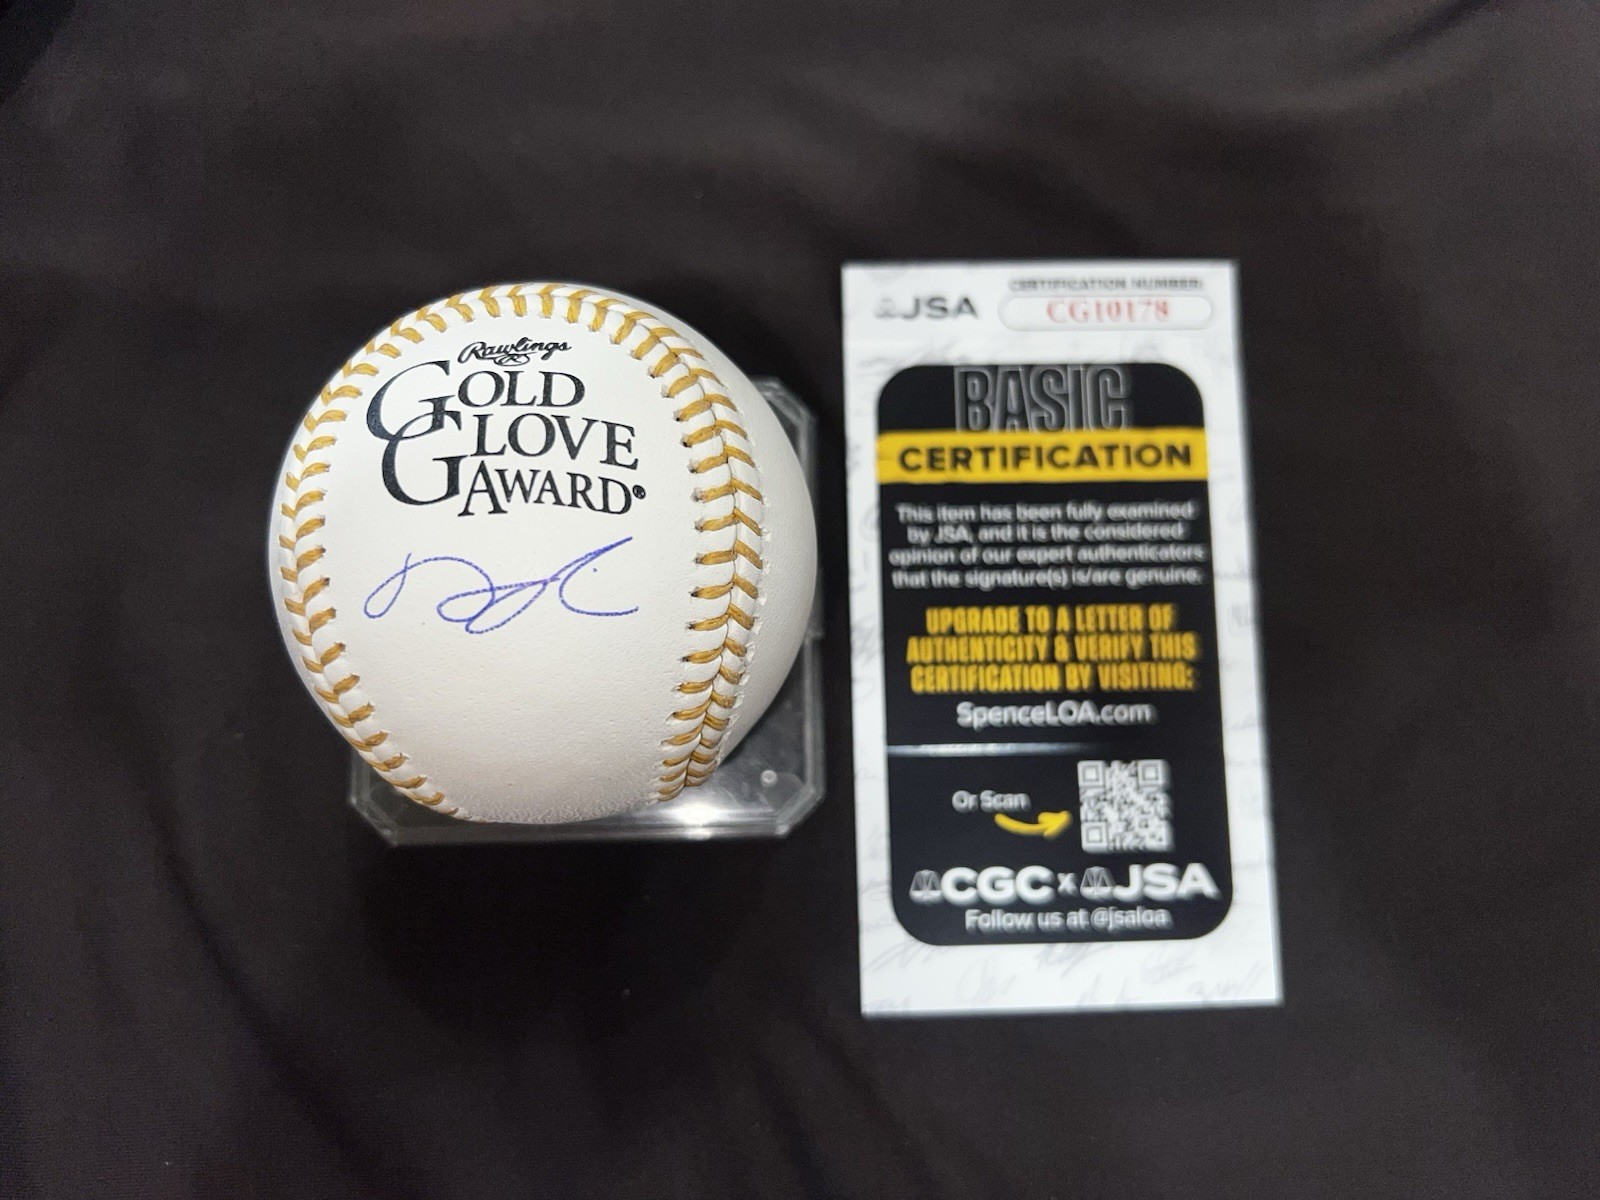 Rawlings
GOLD
GLOVE
AWARD®
JSA
CERTIFICATION NUMBER:
CG10178
BASIC
CERTIFICATION
This item has been fully examined
by JSA, and it is the considered
opinion of our expert authenticators
that the signature(s) is/are genuine.
UPGRADE TO A LETTER OF
AUTHENTICITY & VERIFY THIS
CERTIFICATION BY VISITING:
SpenceLOA.com
Or Scan
CGC x JSA
Follow us at @jsaloa